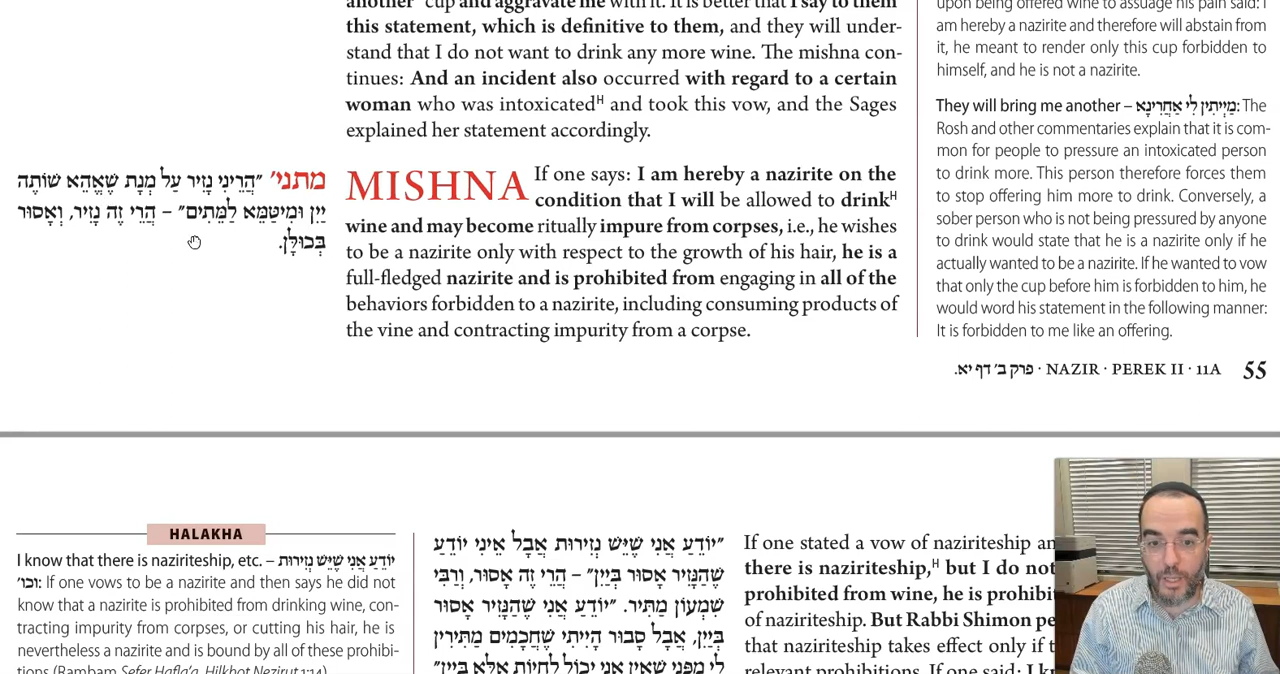 another" cup and aggravate me with it. It is better that I say to them
this statement, which is definitive to them, and they will under-
stand that I do not want to drink any more wine. The mishna con-
tinues: And an incident also occurred with regard to a certain
woman who was intoxicatedH and took this vow, and the Sages
explained her statement accordingly.
מתני׳ ״הֲרֵינִי נָזִיר עַל מְנָת שֶׁאֱהֵא שׁוֹתֶה
יַיִן וּמִיטַּמֵּא לַמֵּתִים״ – הֲרֵי זֶה נָזִיר, וְאָסוּר
בְּכוּלָּן.
MISHNA If one says: I am hereby a nazirite on the
condition that I will be allowed to drinkH
wine and may become ritually impure from corpses, i.e., he wishes
to be a nazirite only with respect to the growth of his hair, he is a
full-fledged nazirite and is prohibited from engaging in all of the
behaviors forbidden to a nazirite, including consuming products of
the vine and contracting impurity from a corpse.
upon being offered wine to assuage his pain said: I
am hereby a nazirite and therefore will abstain from
it, he meant to render only this cup forbidden to
himself, and he is not a nazirite.
They will bring me another – מַיְיתִין לִי אַחֲרִינָא: The
Rosh and other commentaries explain that it is com-
mon for people to pressure an intoxicated person
to drink more. This person therefore forces them
to stop offering him more to drink. Conversely, a
sober person who is not being pressured by anyone
to drink would state that he is a nazirite only if he
actually wanted to be a nazirite. If he wanted to vow
that only the cup before him is forbidden to him, he
would word his statement in the following manner:
It is forbidden to me like an offering.
פרק ב׳ דף יא. · NAZIR · PEREK II · 11A 55
HALAKHA
I know that there is naziriteship, etc. – יוֹדֵעַ אֲנִי שֶׁיֵּשׁ נְזִירוּת
וכו׳: If one vows to be a nazirite and then says he did not
know that a nazirite is prohibited from drinking wine, con-
tracting impurity from corpses, or cutting his hair, he is
nevertheless a nazirite and is bound by all of these prohibi-
tions (Rambam Sefer Hafla'a, Hilkhot Nezirut 1:14).
״יוֹדֵעַ אֲנִי שֶׁיֵּשׁ נְזִירוּת אֲבָל אֵינִי יוֹדֵעַ
שֶׁהַנָּזִיר אָסוּר בְּיַיִן״ – הֲרֵי זֶה אָסוּר, וְרַבִּי
שִׁמְעוֹן מַתִּיר. ״יוֹדֵעַ אֲנִי שֶׁהַנָּזִיר אָסוּר
בְּיַיִן, אֲבָל סָבוּר הָיִיתִי שֶׁחֲכָמִים מַתִּירִין
לִי מִפְּנֵי שֶׁאֵין אֲנִי יָכוֹל לִחְיוֹת אֶלָּא בְּיַיִן״
If one stated a vow of naziriteship an
there is naziriteship,H but I do not
prohibited from wine, he is prohibi
of naziriteship. But Rabbi Shimon pe
that naziriteship takes effect only if t
relevant prohibitions. If one said: I kn